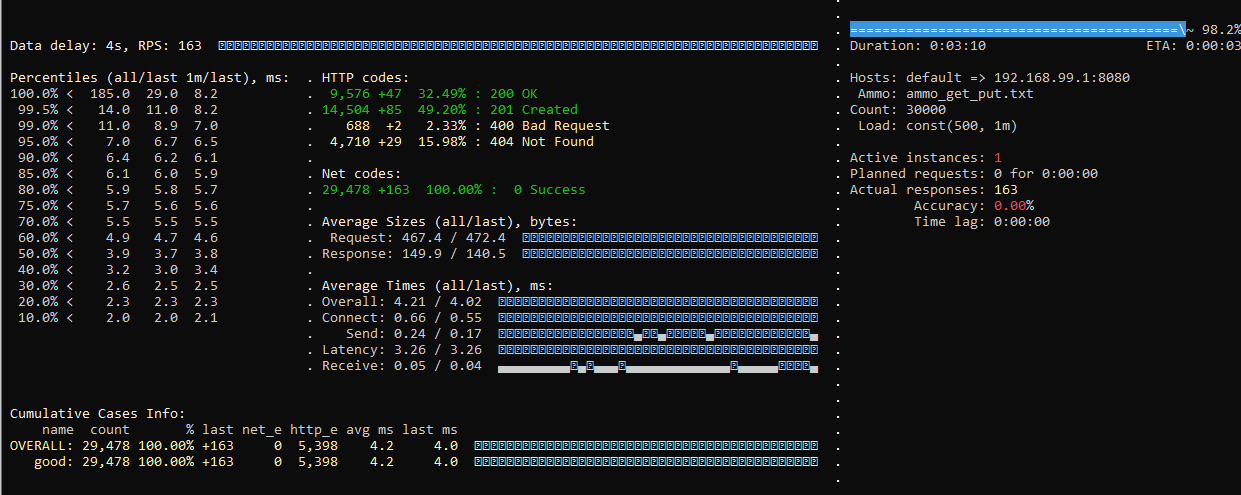 Data delay: 4s, RPS: 163
Percentiles (all/last 1m/last), ms:
100.0% < 185.0 29.0 8.2
99.5% < 14.0 11.0 8.2
99.0% < 11.0 8.9 7.0
95.0% < 7.0 6.7 6.5
90.0% < 6.4 6.2 6.1
85.0% < 6.1 6.0 5.9
80.0% < 5.9 5.8 5.7
75.0% < 5.7 5.6 5.6
70.0% < 5.5 5.5 5.5
60.0% < 4.9 4.7 4.6
50.0% < 3.9 3.7 3.8
40.0% < 3.2 3.0 3.4
30.0% < 2.6 2.5 2.5
20.0% < 2.3 2.3 2.3
10.0% < 2.0 2.0 2.1
. HTTP codes:
. 9,576 +47 32.49% : 200 OK
. 14,504 +85 49.20% : 201 Created
. 688 +2 2.33% : 400 Bad Request
. 4,710 +29 15.98% : 404 Not Found
.
. Net codes:
. 29,478 +163 100.00% : 0 Success
.
. Average Sizes (all/last), bytes:
. Request: 467.4 / 472.4
. Response: 149.9 / 140.5
.
. Average Times (all/last), ms:
. Overall: 4.21 / 4.02
. Connect: 0.66 / 0.55
. Send: 0.24 / 0.17
. Latency: 3.26 / 3.26
. Receive: 0.05 / 0.04
Cumulative Cases Info:
name count % last net_e http_e avg ms last ms
OVERALL: 29,478 100.00% +163 0 5,398 4.2 4.0
good: 29,478 100.00% +163 0 5,398 4.2 4.0
=========================================\~ 98.2%
Duration: 0:03:10 ETA: 0:00:03
Hosts: default => 192.168.99.1:8080
Ammo: ammo_get_put.txt
Count: 30000
Load: const(500, 1m)
Active instances: 1
Planned requests: 0 for 0:00:00
Actual responses: 163
Accuracy: 0.00%
Time lag: 0:00:00